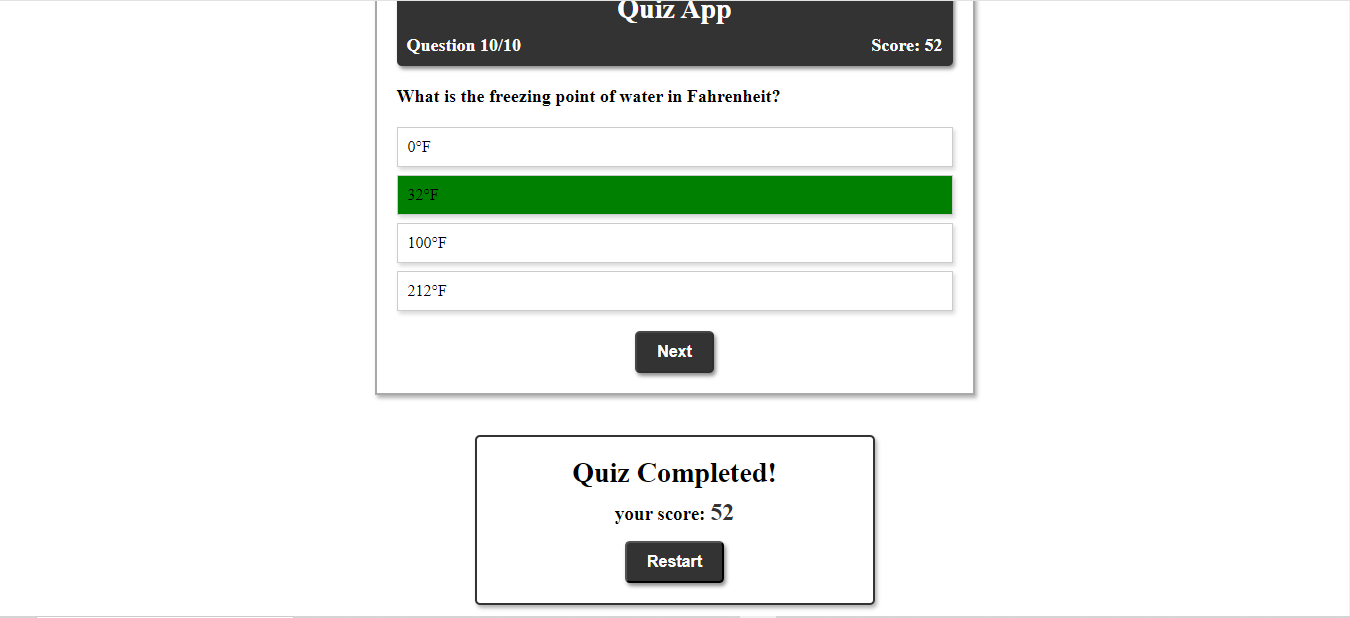 Quiz App
Question 10/10 Score: 52
What is the freezing point of water in Fahrenheit?
0°F
32°F
100°F
212°F
Next
Quiz Completed!
your score: 52
Restart